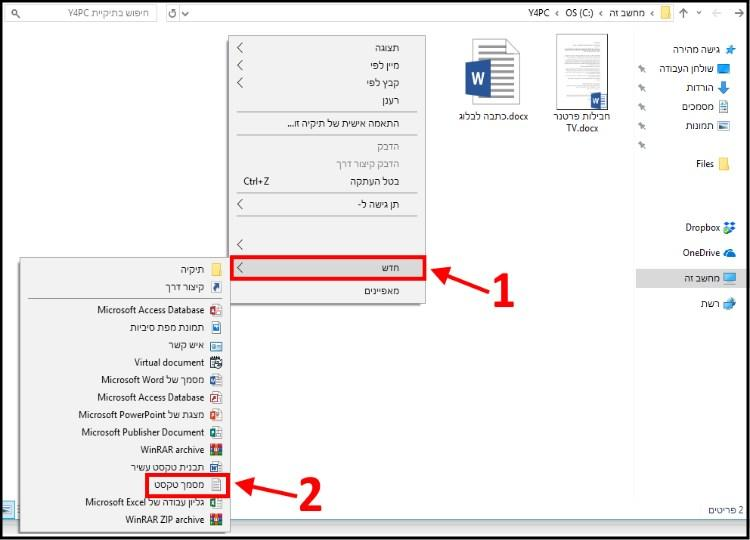 מחשב זה > OS (C:) > Y4PC
חיפוש בתיקיית Y4PC
גישה מהירה
שולחן העבודה
הורדות
מסמכים
תמונות
Files
Dropbox
OneDrive
מחשב זה
רשת
חבילות פרטנר
TV.docx
כתבה לבלוג.docx
תצוגה
מיין לפי
קבץ לפי
רענן
התאמה אישית של תיקיה זו...
הדבק
הדבק קיצור דרך
בטל העתקה Ctrl+Z
תן גישה ל-
חדש
מאפיינים
1
תיקיה
קיצור דרך
Microsoft Access Database
תמונת מפת סיביות
איש קשר
Virtual document
מסמך של Microsoft Word
Microsoft Access Database
מצגת של Microsoft PowerPoint
Microsoft Publisher Document
WinRAR archive
תבנית טקסט עשיר
מסמך טקסט
גליון עבודה של Microsoft Excel
WinRAR ZIP archive
2
2 פריטים